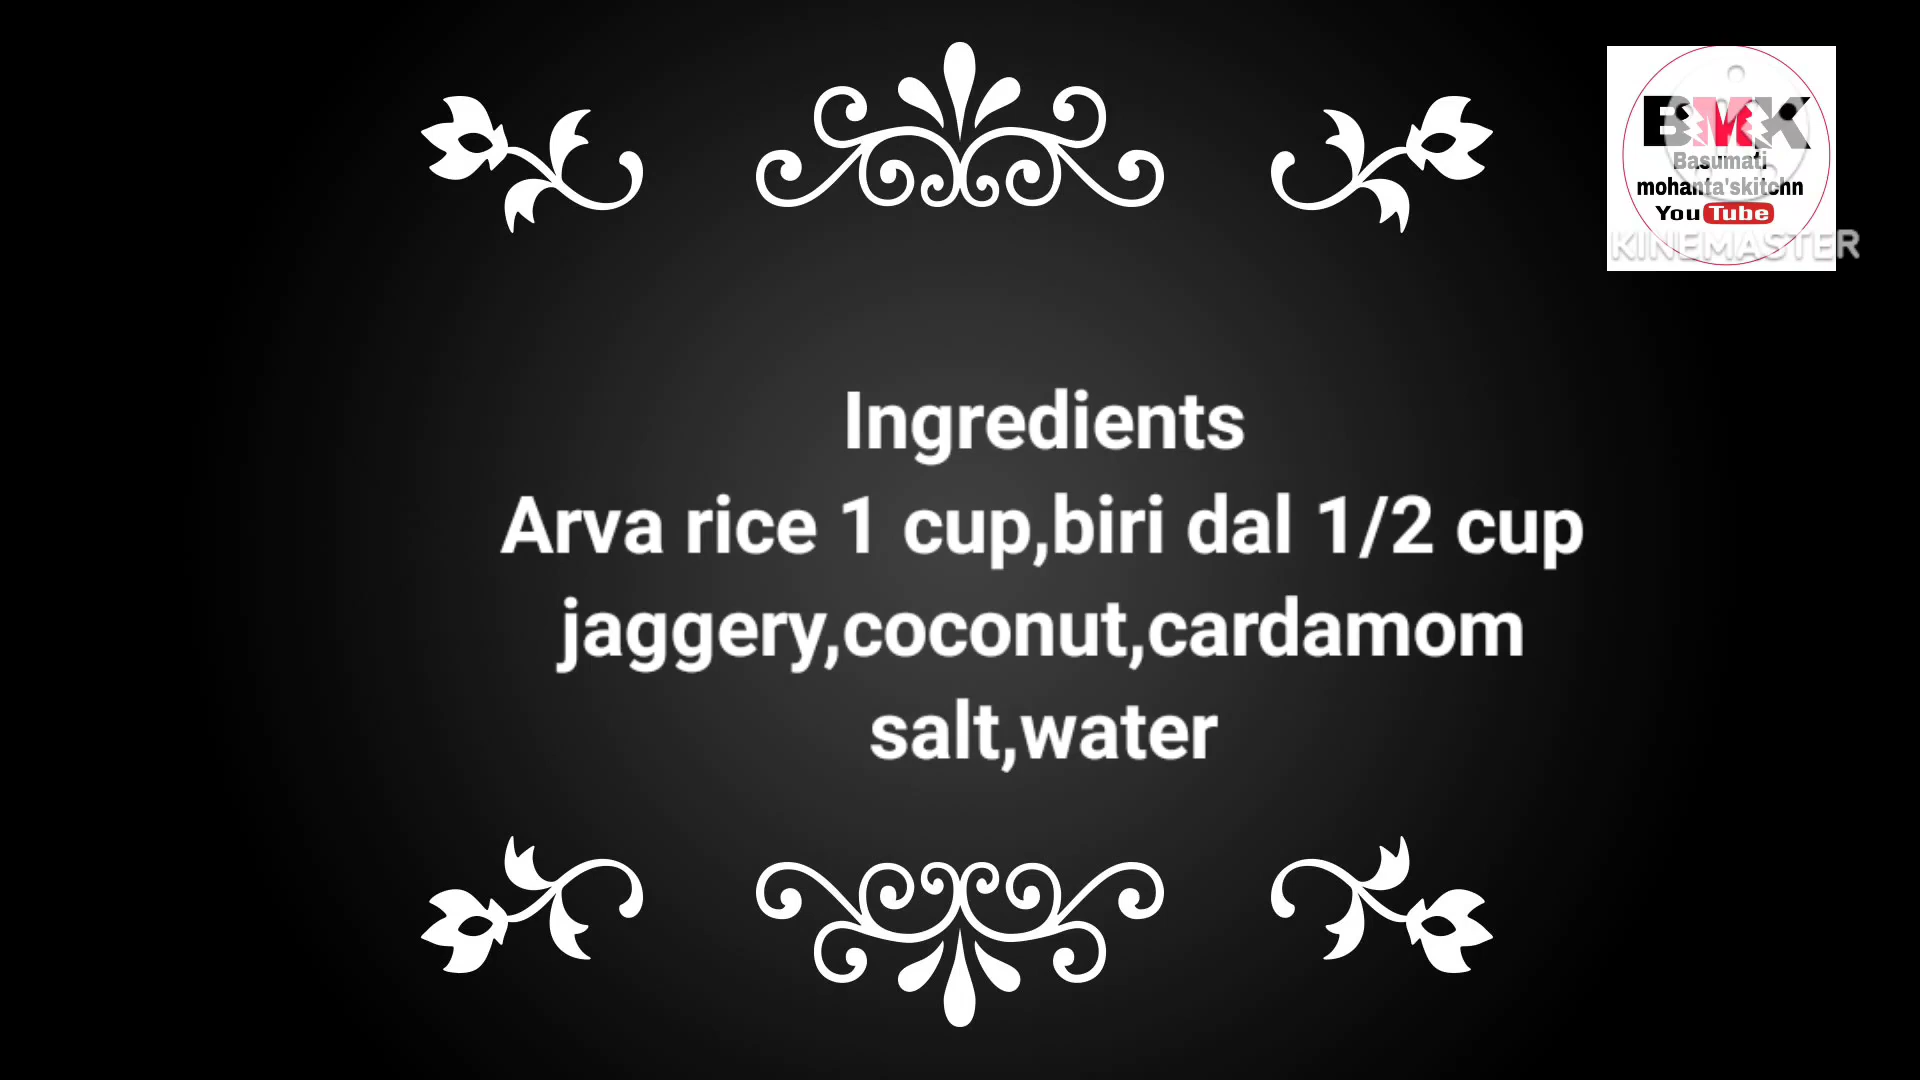 BMK
Basumati
mohanta'skitchn
YouTube
KINEMASTER
Ingredients
Arva rice 1 cup,biri dal 1/2 cup
jaggery,coconut,cardamom
salt,water